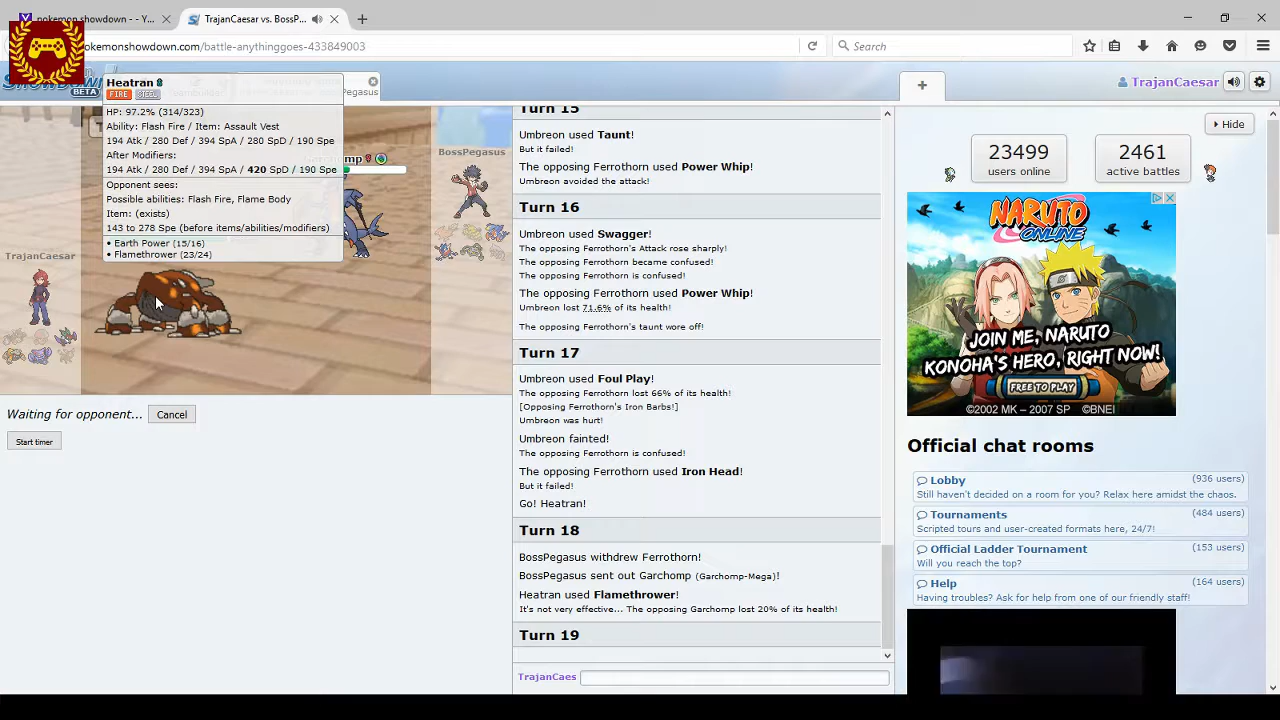 pokemon showdown - - Y...
TrajanCaesar vs. BossP...
pokemonshowdown.com/battle-anythinggoes-433849003
Search
BETA
Pegasus
TrajanCaesar
Heatran
FIRE STEEL
HP: 97.2% (314/323)
Ability: Flash Fire / Item: Assault Vest
194 Atk / 280 Def / 394 SpA / 280 SpD / 190 Spe
After Modifiers:
194 Atk / 280 Def / 394 SpA / 420 SpD / 190 Spe
Opponent sees:
Possible abilities: Flash Fire, Flame Body
Item: (exists)
143 to 278 Spe (before items/abilities/modifiers)
• Earth Power (15/16)
• Flamethrower (23/24)
BossPegasus
TrajanCaesar
Waiting for opponent...
Cancel
Start timer
Turn 15
Umbreon used Taunt!
But it failed!
The opposing Ferrothorn used Power Whip!
Umbreon avoided the attack!
Turn 16
Umbreon used Swagger!
The opposing Ferrothorn's Attack rose sharply!
The opposing Ferrothorn became confused!
The opposing Ferrothorn is confused!
The opposing Ferrothorn used Power Whip!
Umbreon lost 71.6% of its health!
The opposing Ferrothorn's taunt wore off!
Turn 17
Umbreon used Foul Play!
The opposing Ferrothorn lost 66% of its health!
[Opposing Ferrothorn's Iron Barbs!]
Umbreon was hurt!
Umbreon fainted!
The opposing Ferrothorn is confused!
The opposing Ferrothorn used Iron Head!
But it failed!
Go! Heatran!
Turn 18
BossPegasus withdrew Ferrothorn!
BossPegasus sent out Garchomp (Garchomp-Mega)!
Heatran used Flamethrower!
It's not very effective... The opposing Garchomp lost 20% of its health!
Turn 19
TrajanCaes
Hide
23499
users online
2461
active battles
NARUTO
ONLINE
JOIN ME, NARUTO
KONOHA'S HERO, RIGHT NOW!
FREE TO PLAY
©2002 MK – 2007 SP ©BNEI
Official chat rooms
Lobby
(936 users)
Still haven't decided on a room for you? Relax here amidst the chaos.
Tournaments
(484 users)
Scripted tours and user-created formats here, 24/7!
Official Ladder Tournament
(153 users)
Will you reach the top?
Help
(164 users)
Having troubles? Ask for help from one of our friendly staff!